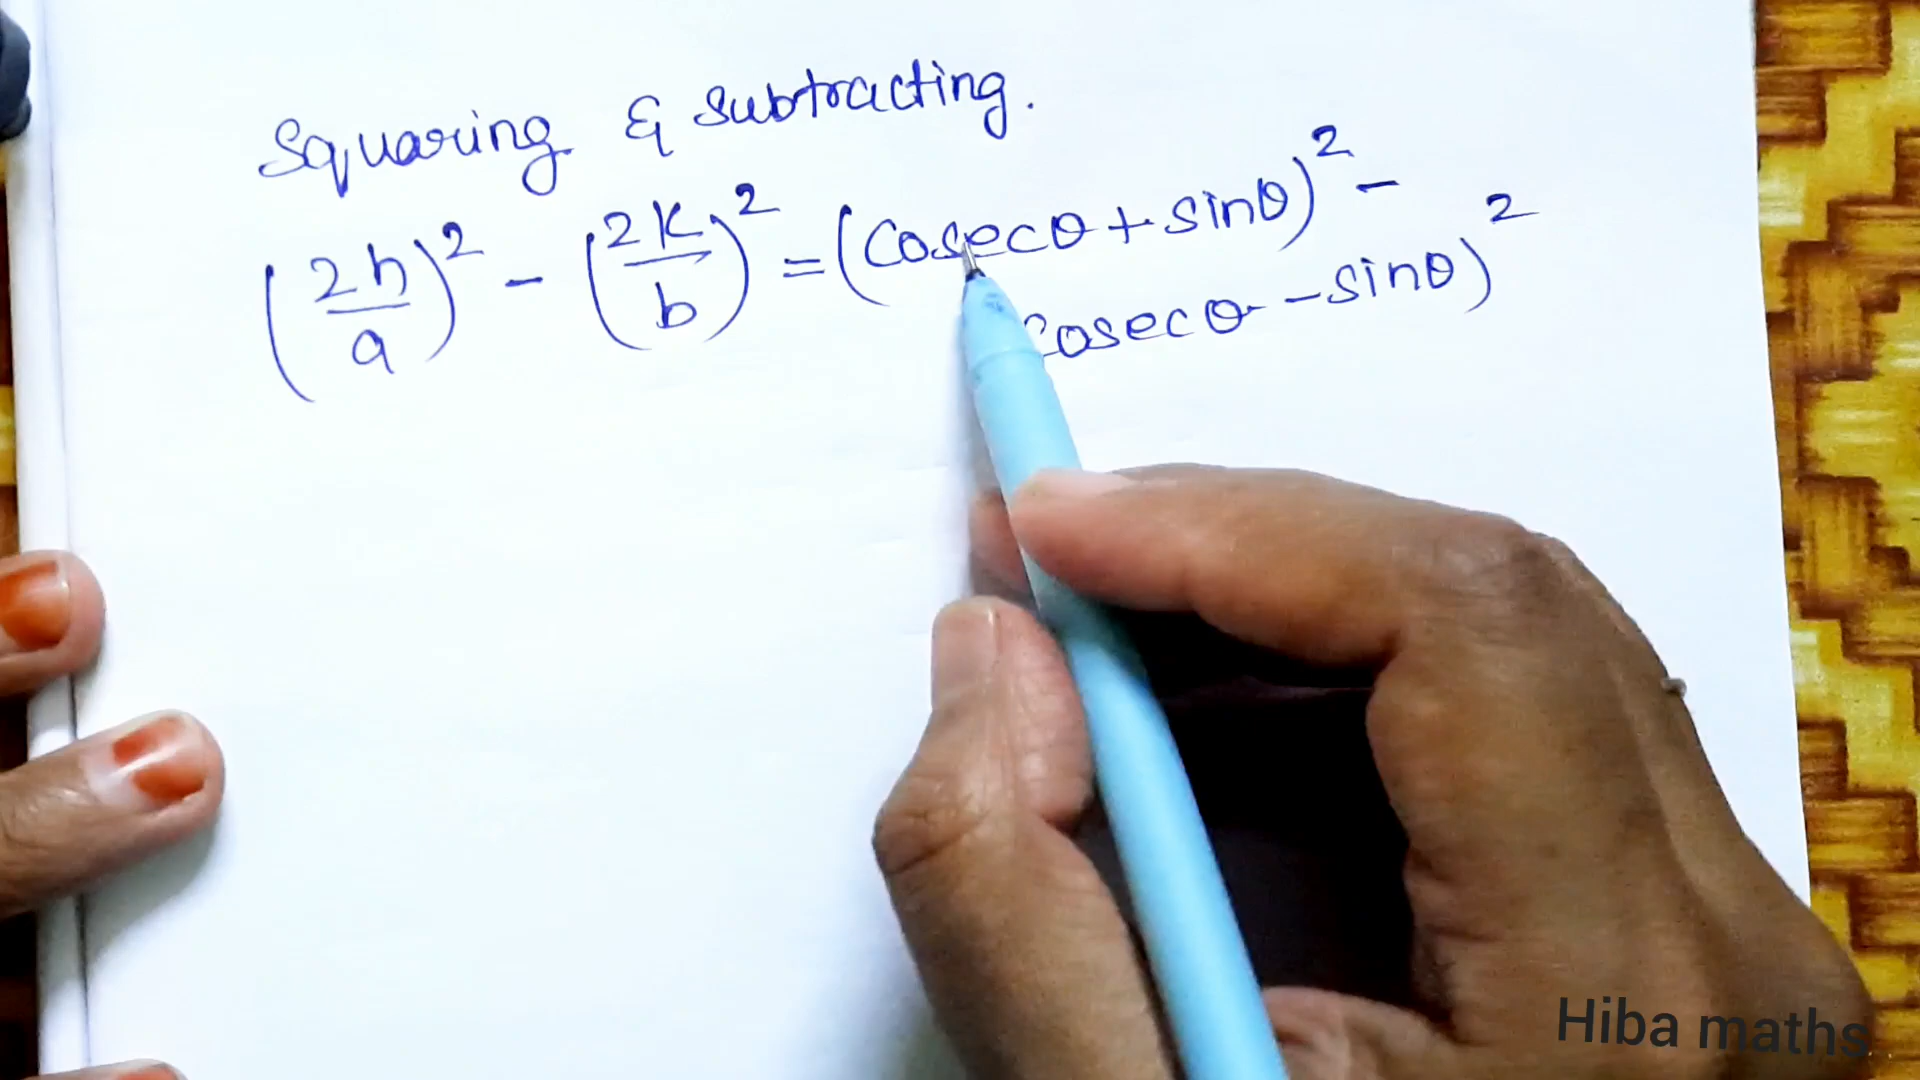 Squaring & subtracting.
(2h/a)² - (2k/b)² = (cosecθ + sinθ)² -
cosecθ - sinθ)²
Hiba maths